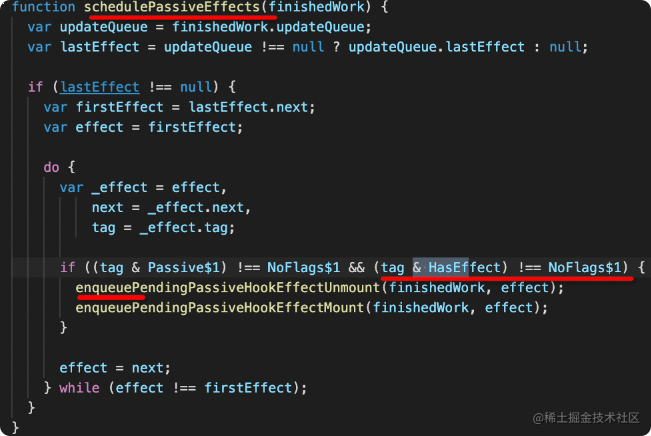 function schedulePassiveEffects(finishedWork) {
  var updateQueue = finishedWork.updateQueue;
  var lastEffect = updateQueue !== null ? updateQueue.lastEffect : null;

  if (lastEffect !== null) {
    var firstEffect = lastEffect.next;
    var effect = firstEffect;

    do {
      var _effect = effect,
          next = _effect.next,
          tag = _effect.tag;

      if ((tag & Passive$1) !== NoFlags$1 && (tag & HasEffect) !== NoFlags$1) {
        enqueuePendingPassiveHookEffectUnmount(finishedWork, effect);
        enqueuePendingPassiveHookEffectMount(finishedWork, effect);
      }

      effect = next;
    } while (effect !== firstEffect);
  }
}
@稀土掘金技术社区